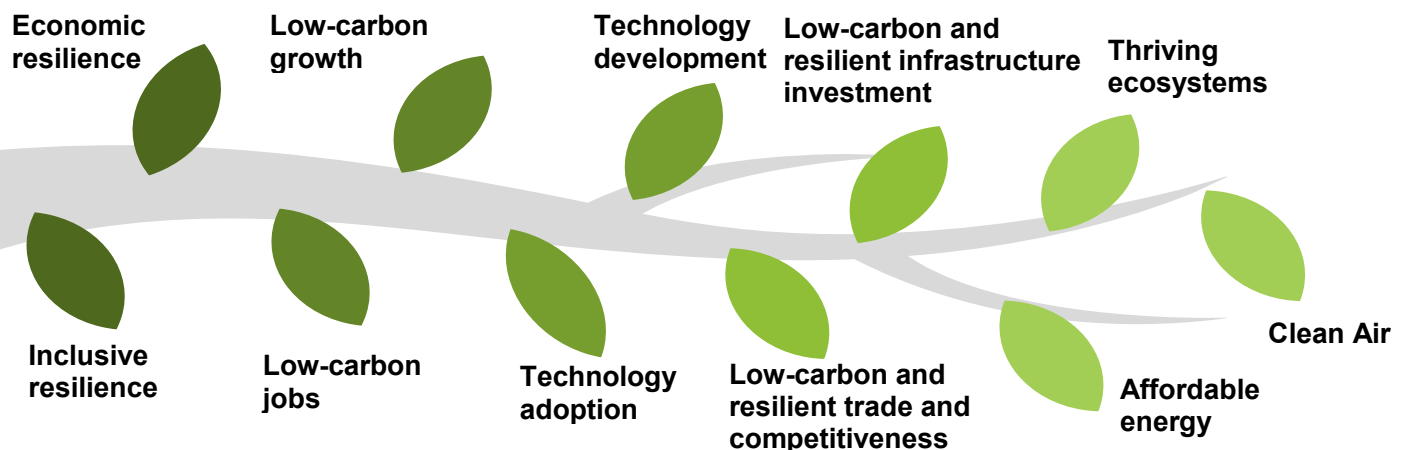 Economic
resilience
Low-carbon
growth
Technology
development
Low-carbon and
resilient infrastructure
investment
Thriving
ecosystems
Inclusive
resilience
Low-carbon
jobs
Technology
adoption
Low-carbon and
resilient trade and
competitiveness
Affordable
energy
Clean Air